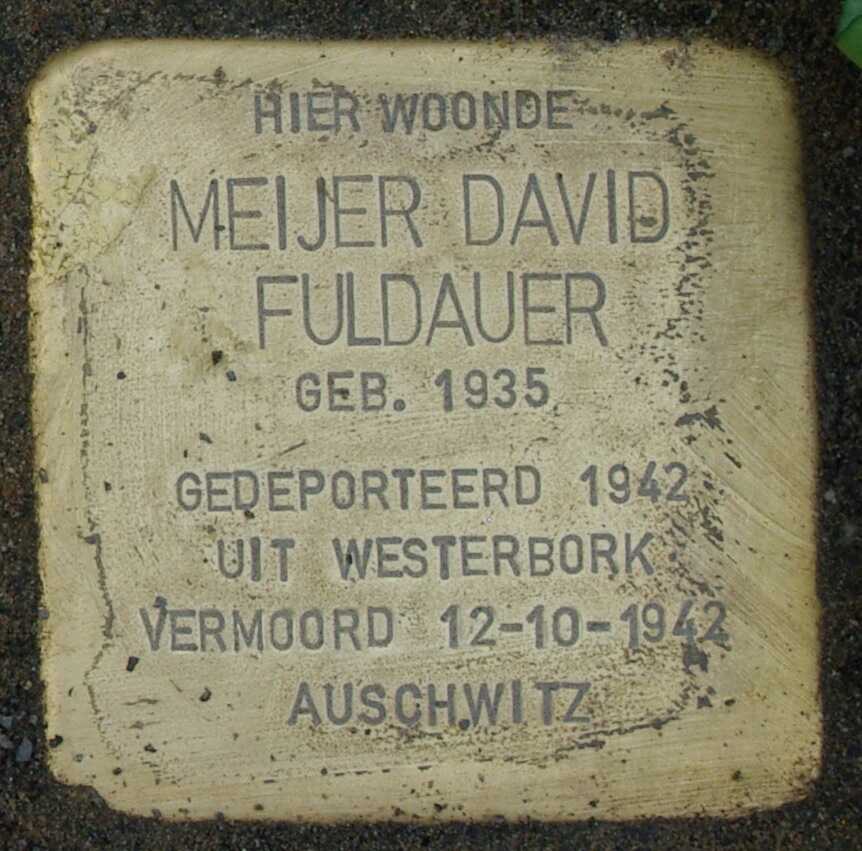 HIER WOONDE
MEIJER DAVID
FULDAUER
GEB. 1935
GEDEPORTEERD 1942
UIT WESTERBORK
VERMOORD 12-10-1942
AUSCHWITZ